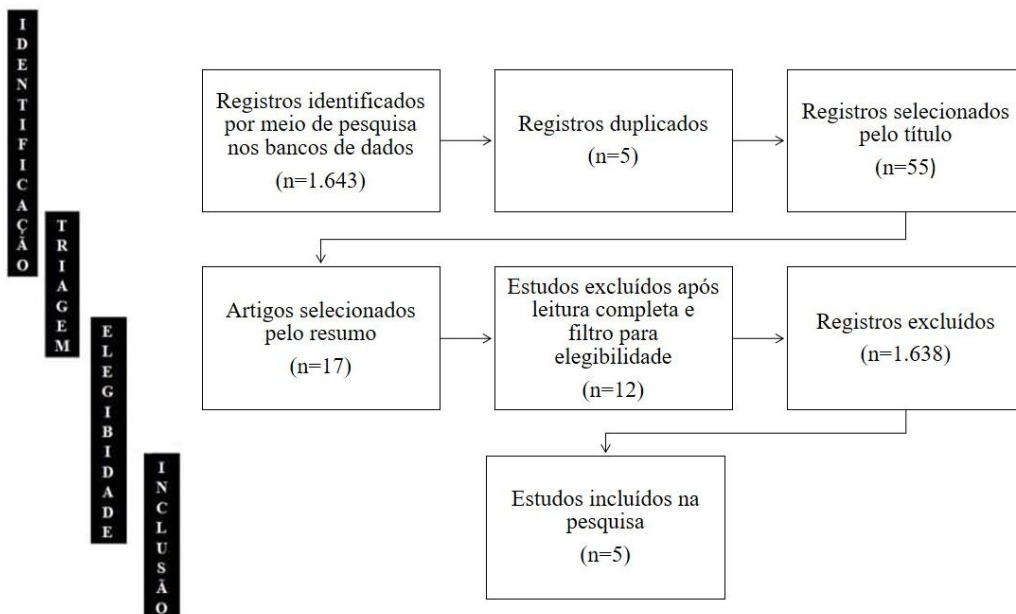 IDENTIFICAÇÃO
TRIAGEM
ELEGIBIDADE
INCLUSÃO
Registros identificados
por meio de pesquisa
nos bancos de dados
(n=1.643)
Registros duplicados
(n=5)
Registros selecionados
pelo título
(n=55)
Artigos selecionados
pelo resumo
(n=17)
Estudos excluídos após
leitura completa e
filtro para
elegibilidade
(n=12)
Registros excluídos
(n=1.638)
Estudos incluídos na
pesquisa
(n=5)